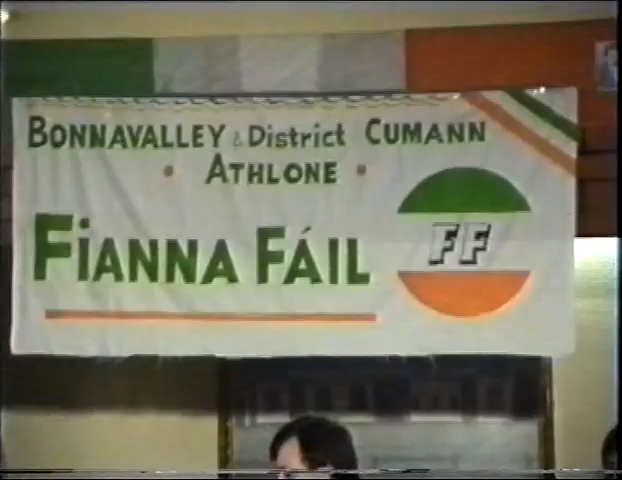 BONNAVALLEY & District CUMANN
• ATHLONE •
FIANNA FÁIL
FF